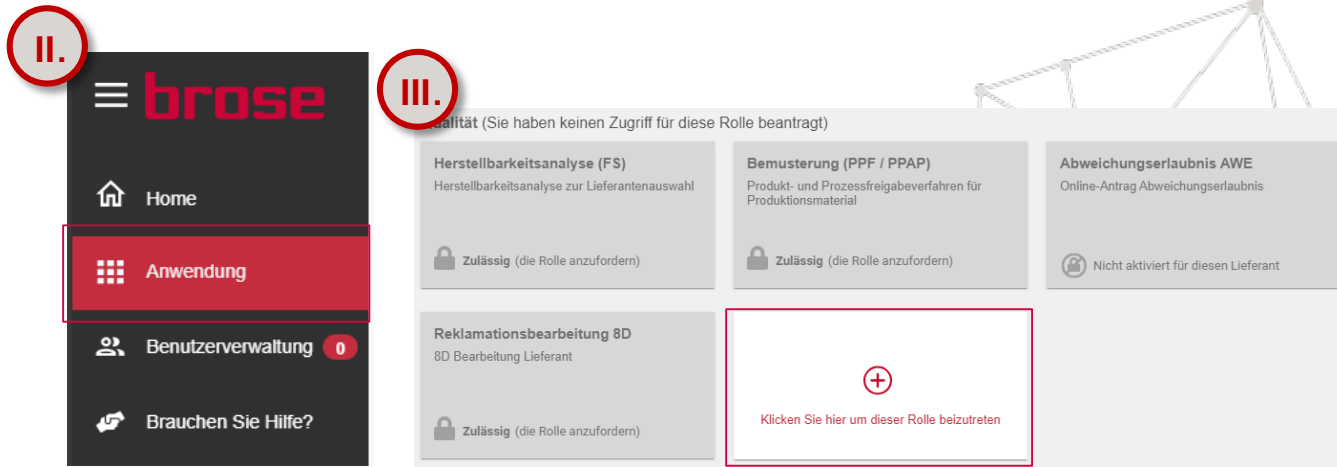 II.
brose
Home
Anwendung
Benutzerverwaltung 0
Brauchen Sie Hilfe?
III.
Qualität (Sie haben keinen Zugriff für diese Rolle beantragt)
Herstellbarkeitsanalyse (FS)
Herstellbarkeitsanalyse zur Lieferantenauswahl
Zulässig (die Rolle anzufordern)
Bemusterung (PPF / PPAP)
Produkt- und Prozessfreigabeverfahren für
Produktionsmaterial
Zulässig (die Rolle anzufordern)
Abweichungserlaubnis AWE
Online-Antrag Abweichungserlaubnis
Nicht aktiviert für diesen Lieferant
Reklamationsbearbeitung 8D
8D Bearbeitung Lieferant
Zulässig (die Rolle anzufordern)
Klicken Sie hier um dieser Rolle beizutreten